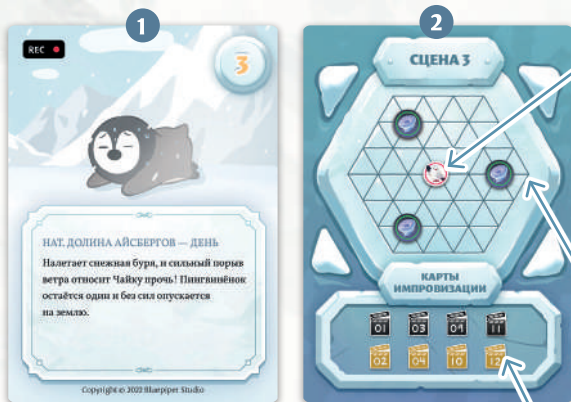 1
2
REC
3
НАТ. ДОЛИНА АЙСБЕРГОВ — ДЕНЬ
Налетает снежная буря, и сильный порыв
ветра относит Чайку прочь! Пингвинёнок
остаётся один и без сил опускается
на землю.
Copyright © 2022 Bluepiper Studio
СЦЕНА 3
КАРТЫ
ИМПРОВИЗАЦИИ
01 03 09 11
02 04 10 12